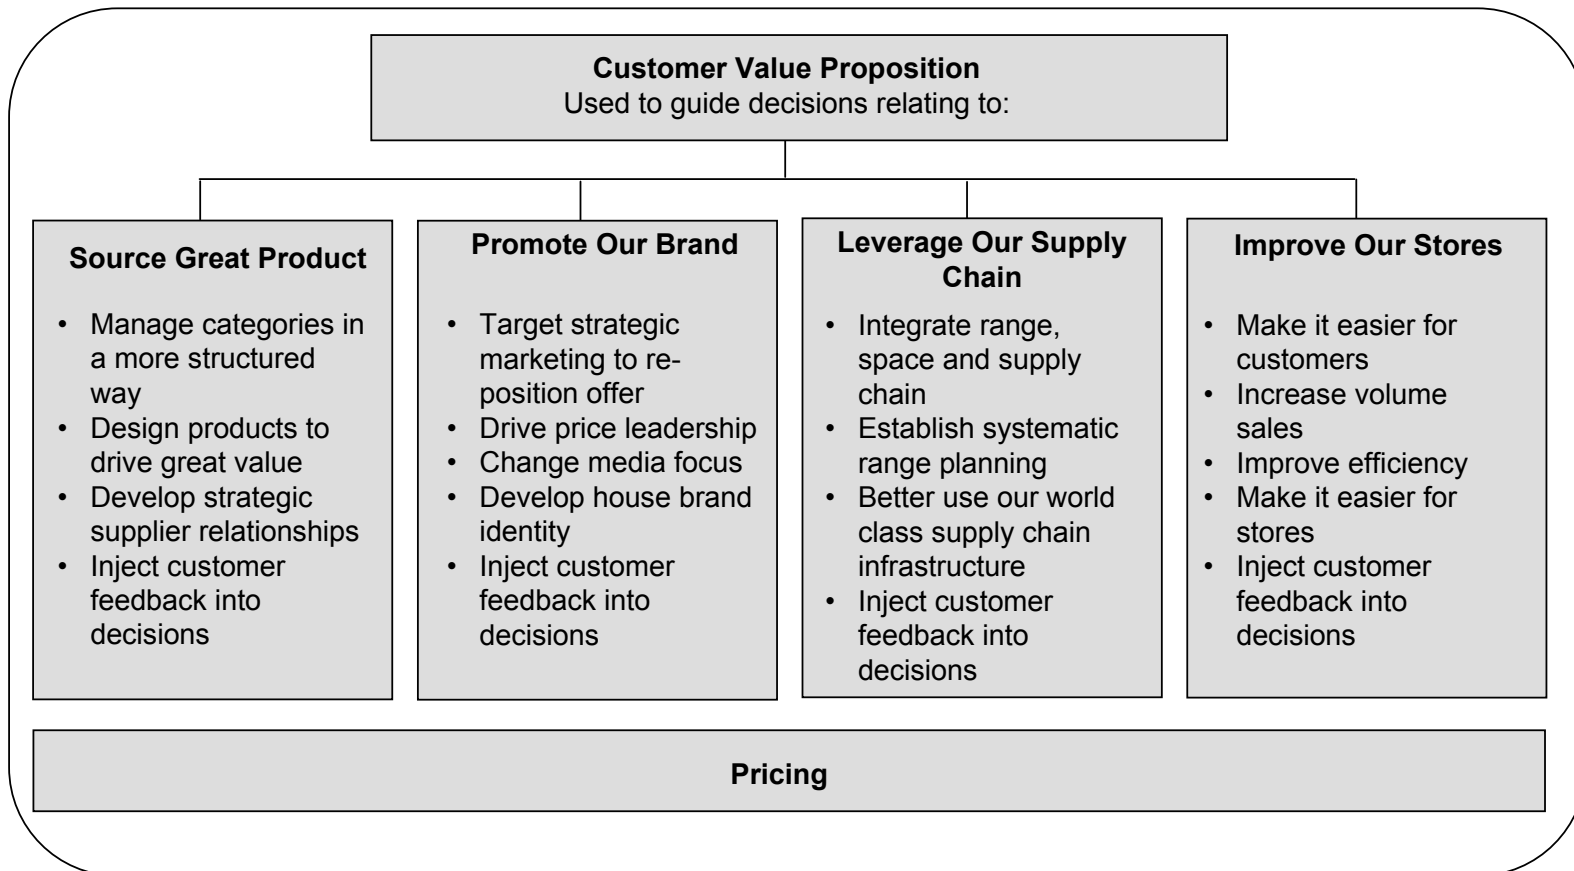 Customer Value Proposition
Used to guide decisions relating to:
Source Great Product
• Manage categories in
a more structured
way
• Design products to
drive great value
• Develop strategic
supplier relationships
• Inject customer
feedback into
decisions
Promote Our Brand
• Target strategic
marketing to re-
position offer
• Drive price leadership
• Change media focus
• Develop house brand
identity
• Inject customer
feedback into
decisions
Leverage Our Supply
Chain
• Integrate range,
space and supply
chain
• Establish systematic
range planning
• Better use our world
class supply chain
infrastructure
• Inject customer
feedback into
decisions
Improve Our Stores
• Make it easier for
customers
• Increase volume
sales
• Improve efficiency
• Make it easier for
stores
• Inject customer
feedback into
decisions
Pricing